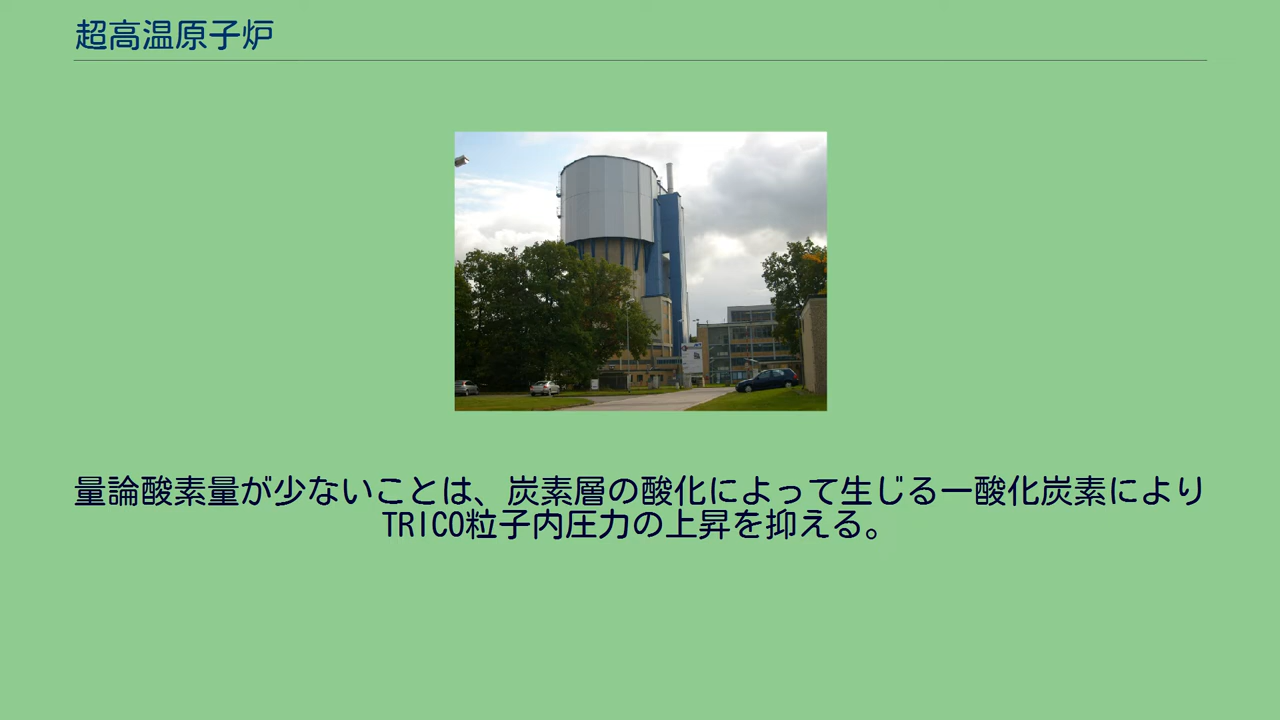 超高温原子炉
量論酸素量が少ないことは、炭素層の酸化によって生じる一酸化炭素により
TRICO粒子内圧力の上昇を抑える。